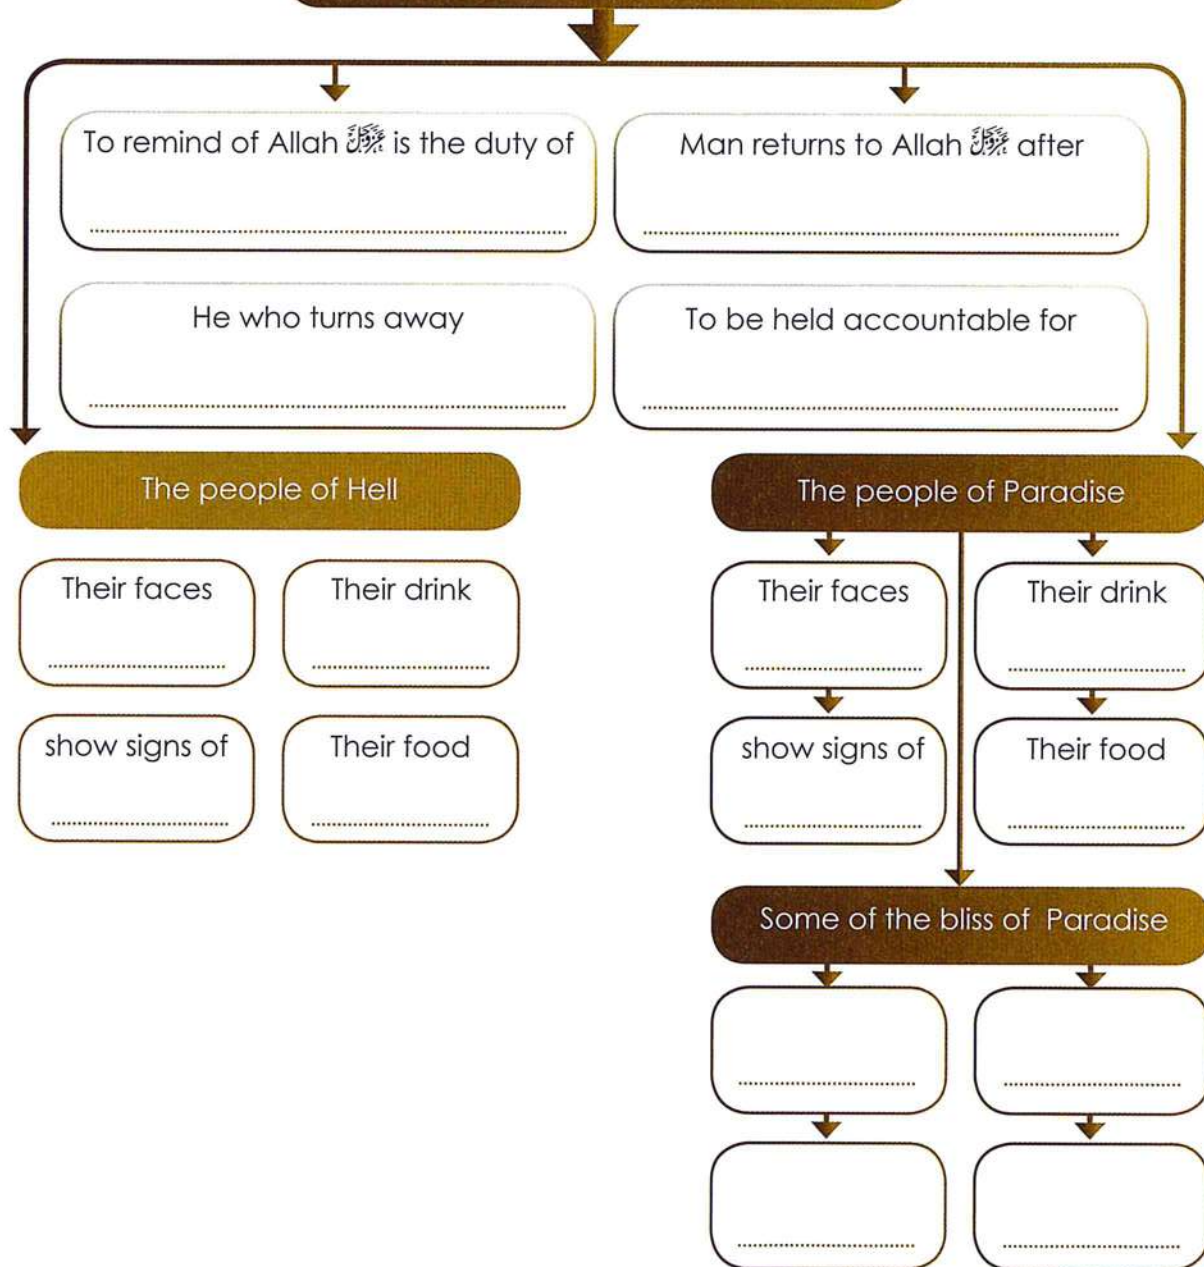 To remind of Allah ﷻ is the duty of
Man returns to Allah ﷻ after
He who turns away
To be held accountable for
The people of Hell
The people of Paradise
Their faces
Their drink
Their faces
Their drink
show signs of
Their food
show signs of
Their food
Some of the bliss of Paradise